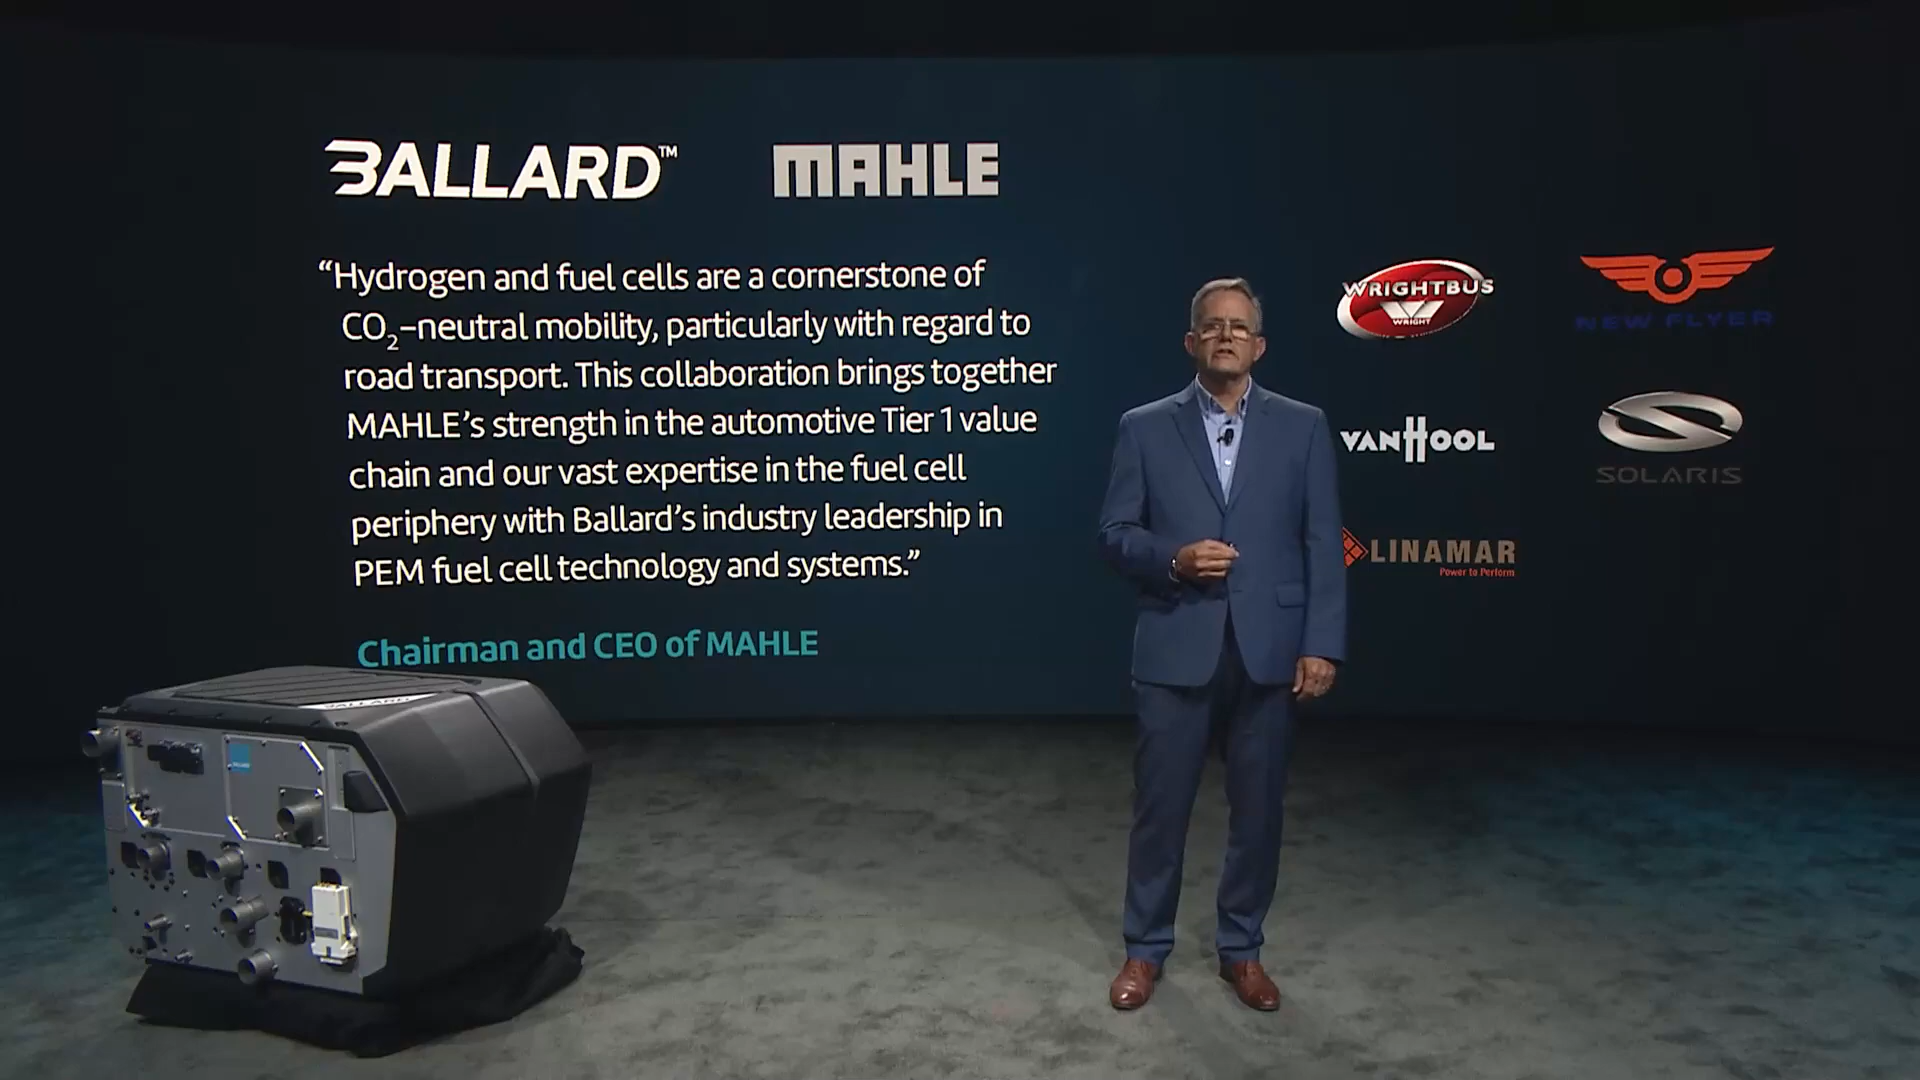 BALLARD™
MAHLE
“Hydrogen and fuel cells are a cornerstone of
CO2–neutral mobility, particularly with regard to
road transport. This collaboration brings together
MAHLE’s strength in the automotive Tier 1 value
chain and our vast expertise in the fuel cell
periphery with Ballard’s industry leadership in
PEM fuel cell technology and systems.”
Chairman and CEO of MAHLE
WRIGHTBUS
WRIGHT
NEW FLYER
VANHOOL
SOLARIS
LINAMAR
Power to Perform
BALLARD
BALLARD